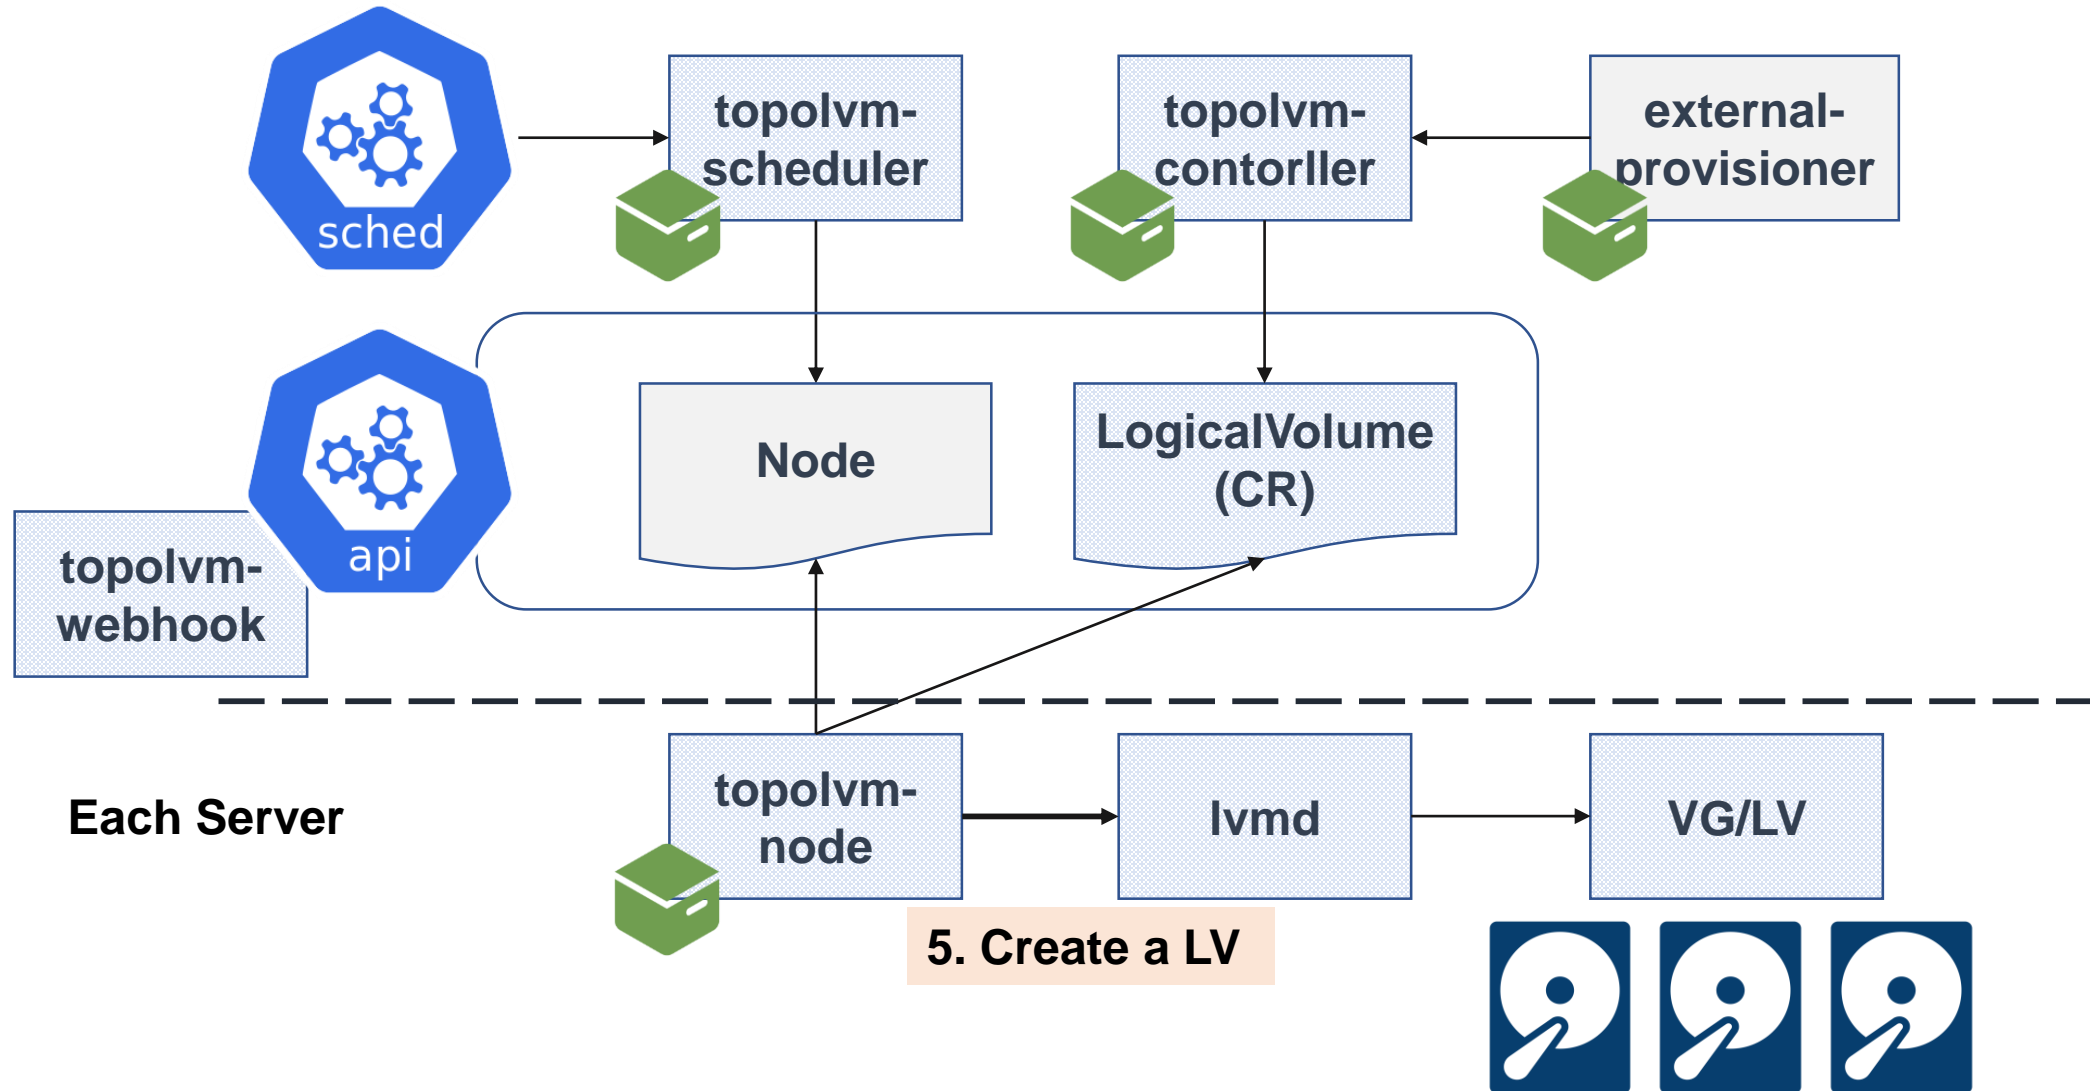 topolvm-
scheduler
topolvm-
contorller
external-
provisioner
sched
Node
LogicalVolume
(CR)
api
topolvm-
webhook
Each Server
topolvm-
node
lvmd
VG/LV
5. Create a LV